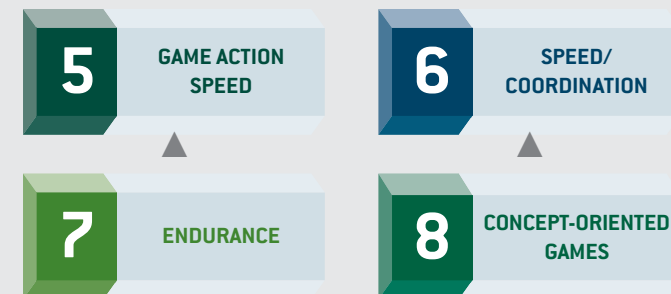 5
GAME ACTION
SPEED
6
SPEED/
COORDINATION
7
ENDURANCE
8
CONCEPT-ORIENTED
GAMES